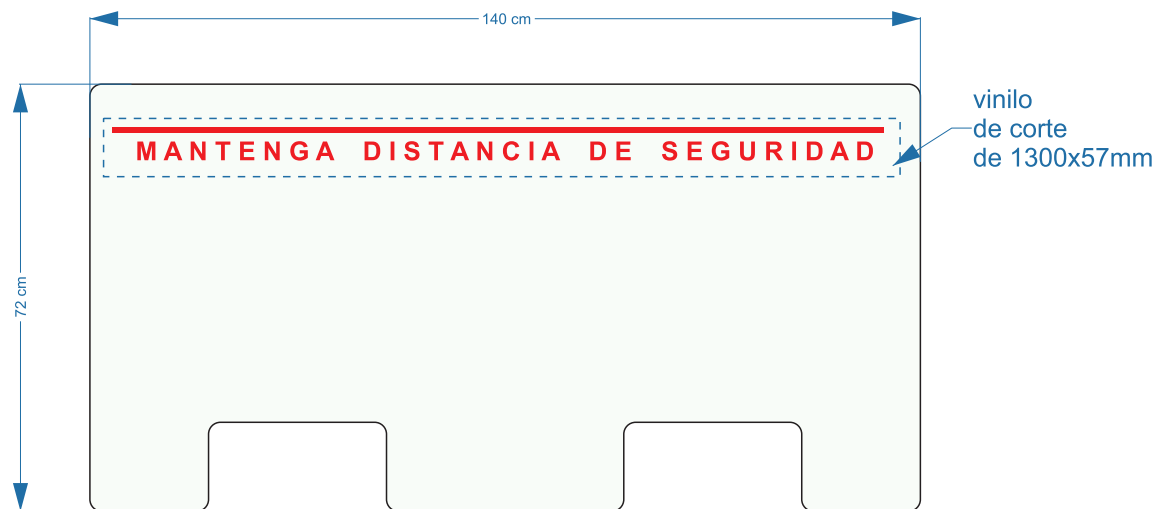 140 cm
vinilo
de corte
de 1300x57mm
MANTENGA DISTANCIA DE SEGURIDAD
72 cm